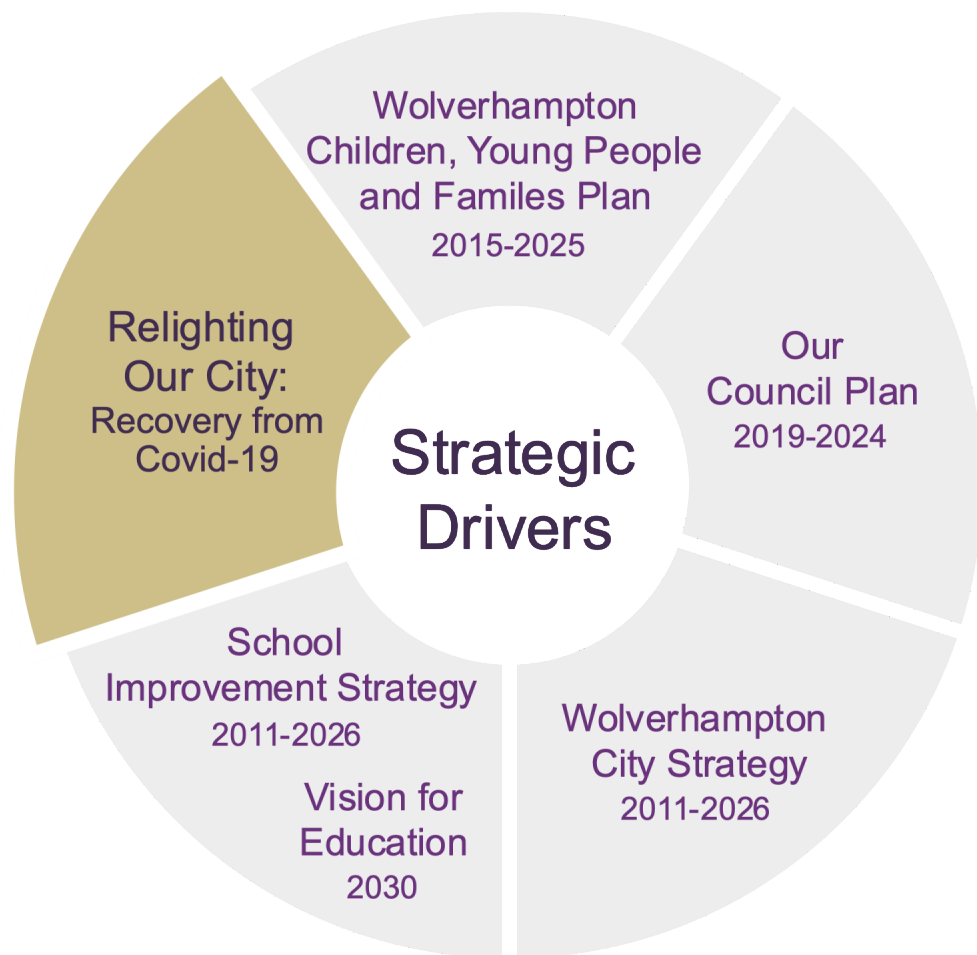 Wolverhampton
Children, Young People
and Familes Plan
2015-2025
Our
Council Plan
2019-2024
Wolverhampton
City Strategy
2011-2026
School
Improvement Strategy
2011-2026
Vision for
Education
2030
Relighting
Our City:
Recovery from
Covid-19
Strategic
Drivers